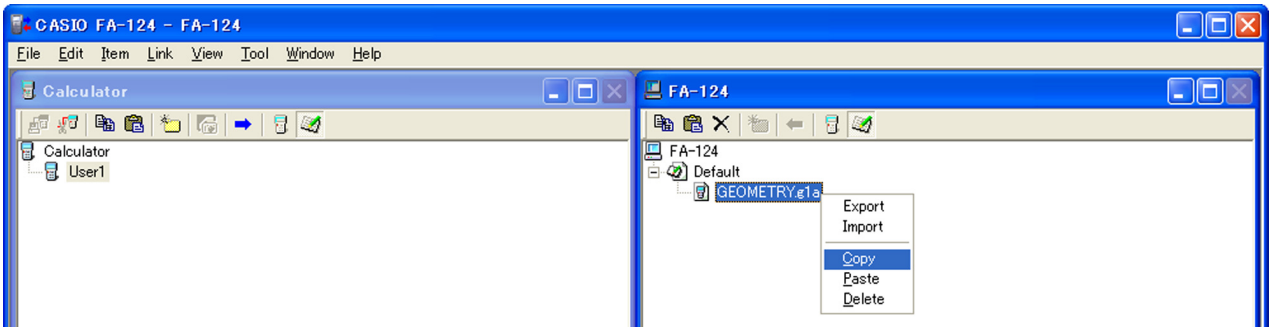 CASIO FA-124 - FA-124
File Edit Item Link View Tool Window Help
Calculator
Calculator
User1
FA-124
FA-124
Default
GEOMETRY.g1a
Export
Import
Copy
Paste
Delete